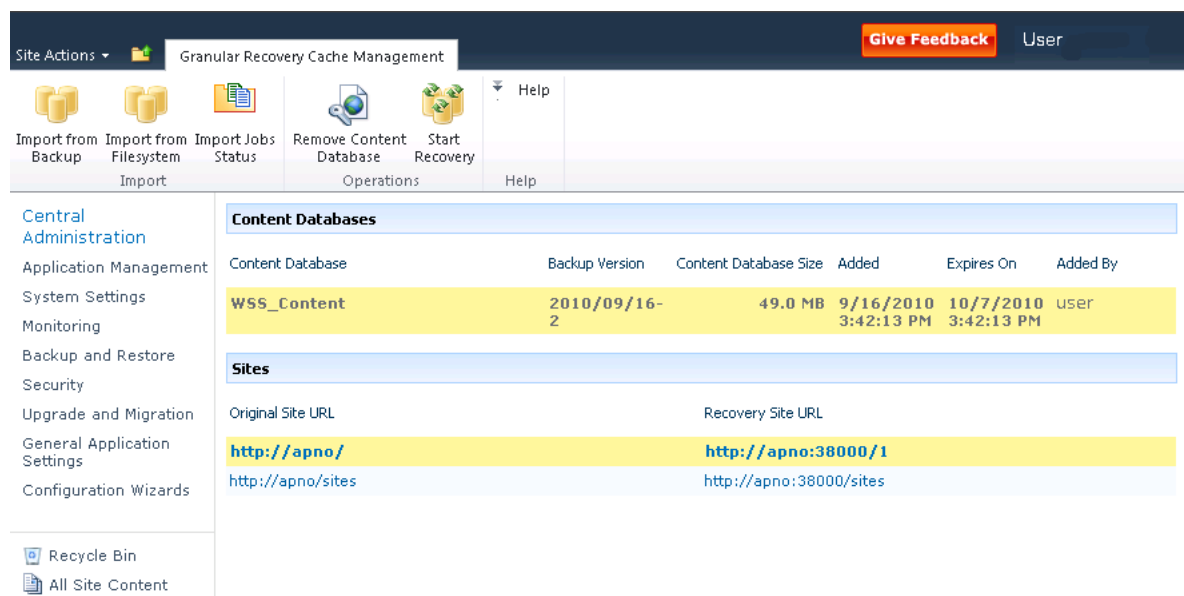 Site Actions
Granular Recovery Cache Management
Give Feedback
User
Import from Backup
Import from Filesystem
Import Jobs Status
Remove Content Database
Start Recovery
Help
Import
Operations
Help
Central
Administration
Application Management
System Settings
Monitoring
Backup and Restore
Security
Upgrade and Migration
General Application
Settings
Configuration Wizards
Recycle Bin
All Site Content
Content Databases
Content Database Backup Version Content Database Size Added Expires On Added By
WSS_Content 2010/09/16- 49.0 MB 9/16/2010 10/7/2010 user
2 3:42:13 PM 3:42:13 PM
Sites
Original Site URL Recovery Site URL
http://apno/ http://apno:38000/1
http://apno/sites http://apno:38000/sites